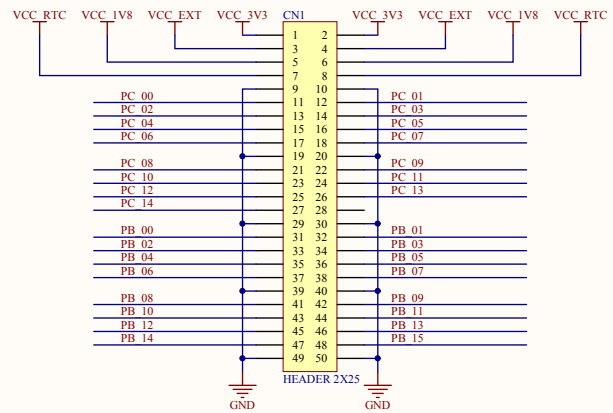 VCC_RTC VCC_1V8 VCC_EXT VCC_3V3 CN1 VCC_3V3 VCC_EXT VCC_1V8 VCC_RTC
1 2
3 4
5 6
7 8
9 10
PC_00 11 12 PC_01
PC_02 13 14 PC_03
PC_04 15 16 PC_05
PC_06 17 18 PC_07
19 20
PC_08 21 22 PC_09
PC_10 23 24 PC_11
PC_12 25 26 PC_13
PC_14 27 28
29 30
PB_00 31 32 PB_01
PB_02 33 34 PB_03
PB_04 35 36 PB_05
PB_06 37 38 PB_07
39 40
PB_08 41 42 PB_09
PB_10 43 44 PB_11
PB_12 45 46 PB_13
PB_14 47 48 PB_15
49 50
HEADER 2X25
GND GND